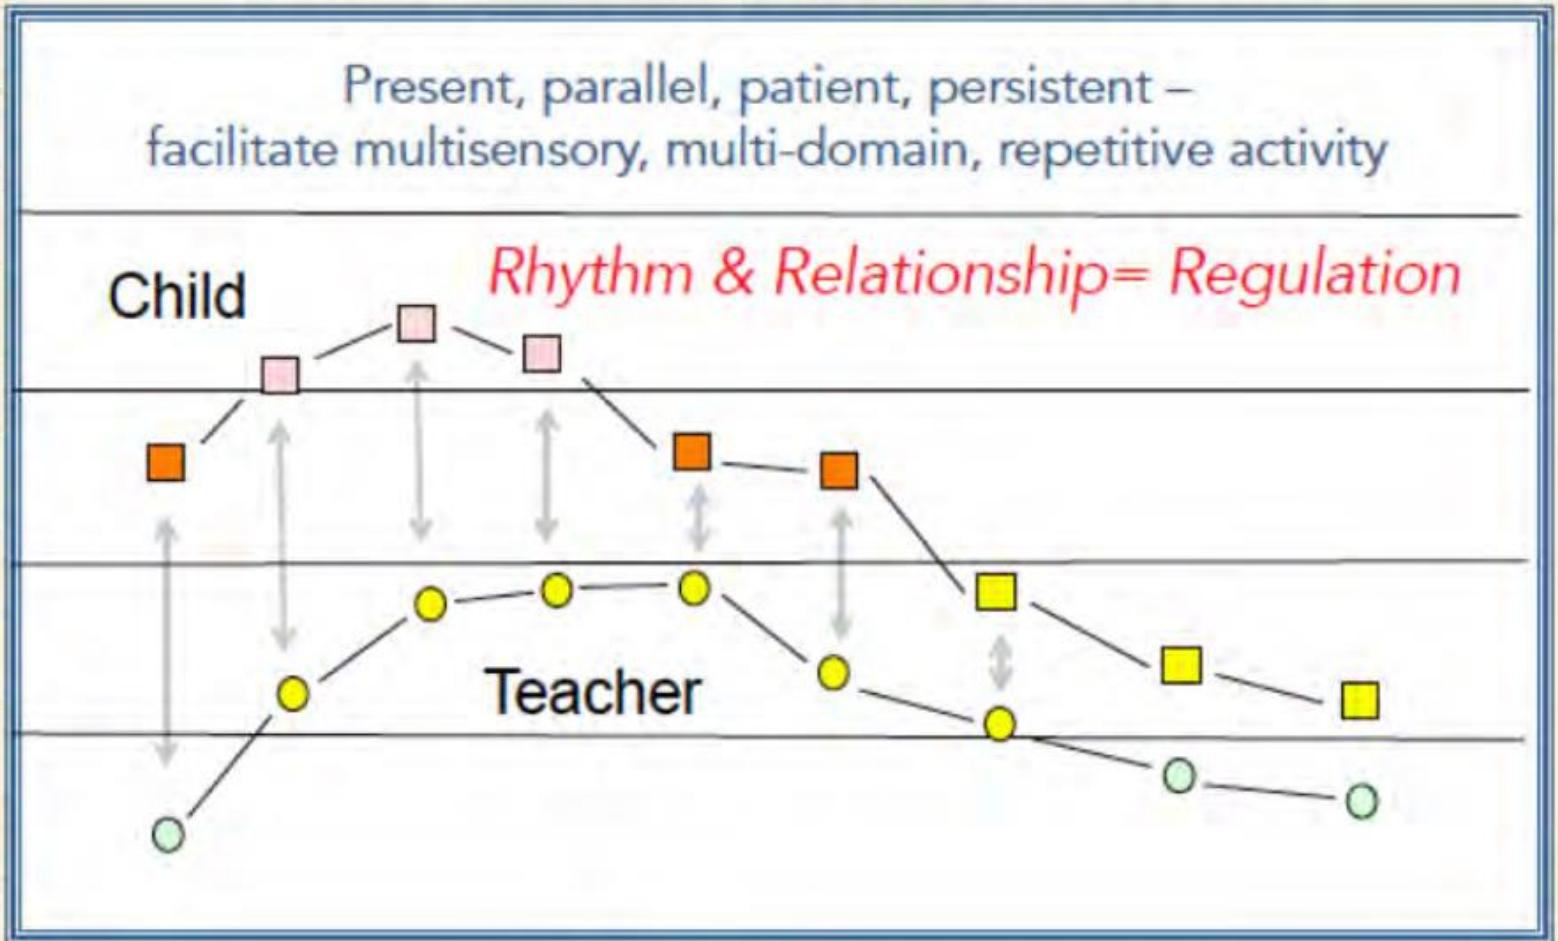 Present, parallel, patient, persistent –
facilitate multisensory, multi-domain, repetitive activity
Rhythm & Relationship= Regulation
Child
Teacher